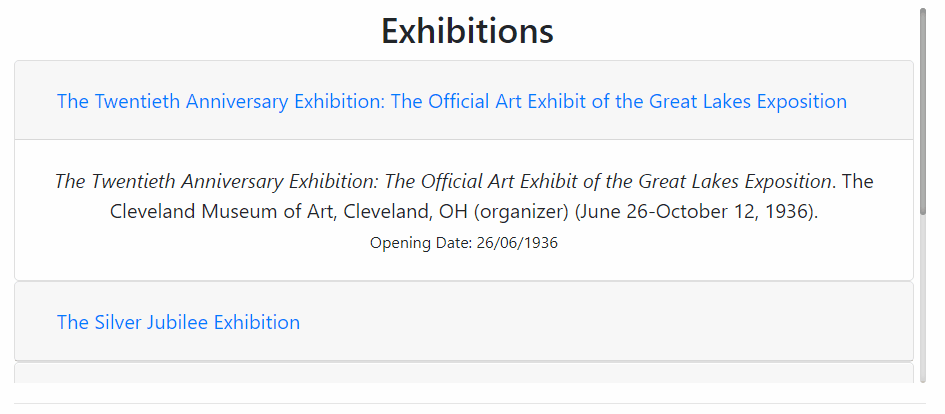 Exhibitions
The Twentieth Anniversary Exhibition: The Official Art Exhibit of the Great Lakes Exposition
The Twentieth Anniversary Exhibition: The Official Art Exhibit of the Great Lakes Exposition. The
Cleveland Museum of Art, Cleveland, OH (organizer) (June 26-October 12, 1936).
Opening Date: 26/06/1936
The Silver Jubilee Exhibition